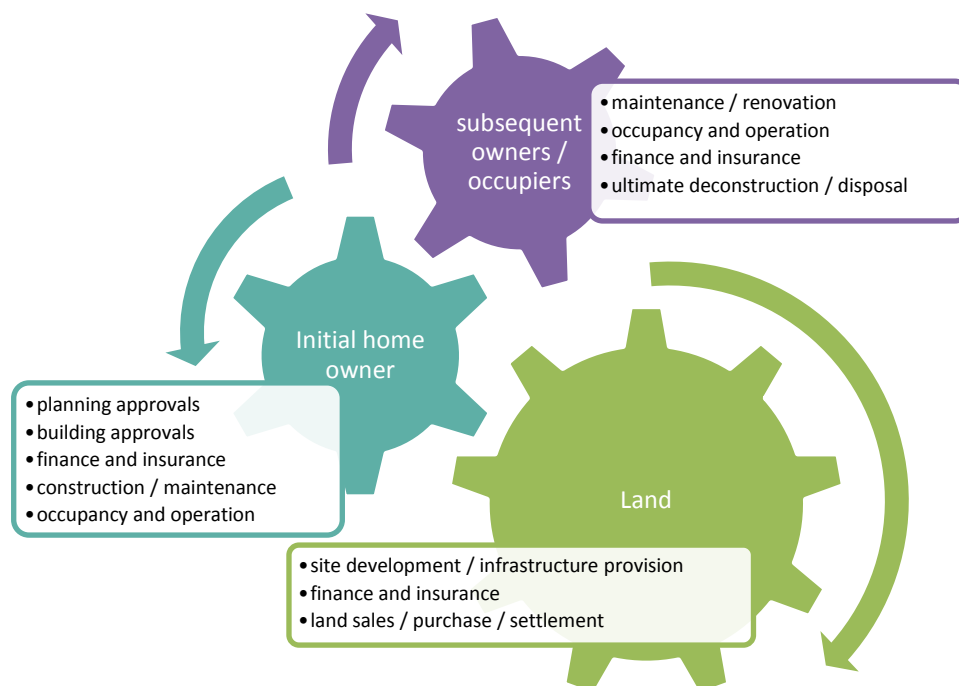 subsequent
owners /
occupiers
•maintenance / renovation
•occupancy and operation
•finance and insurance
•ultimate deconstruction / disposal
Initial home
owner
•planning approvals
•building approvals
•finance and insurance
•construction / maintenance
•occupancy and operation
Land
•site development / infrastructure provision
•finance and insurance
•land sales / purchase / settlement